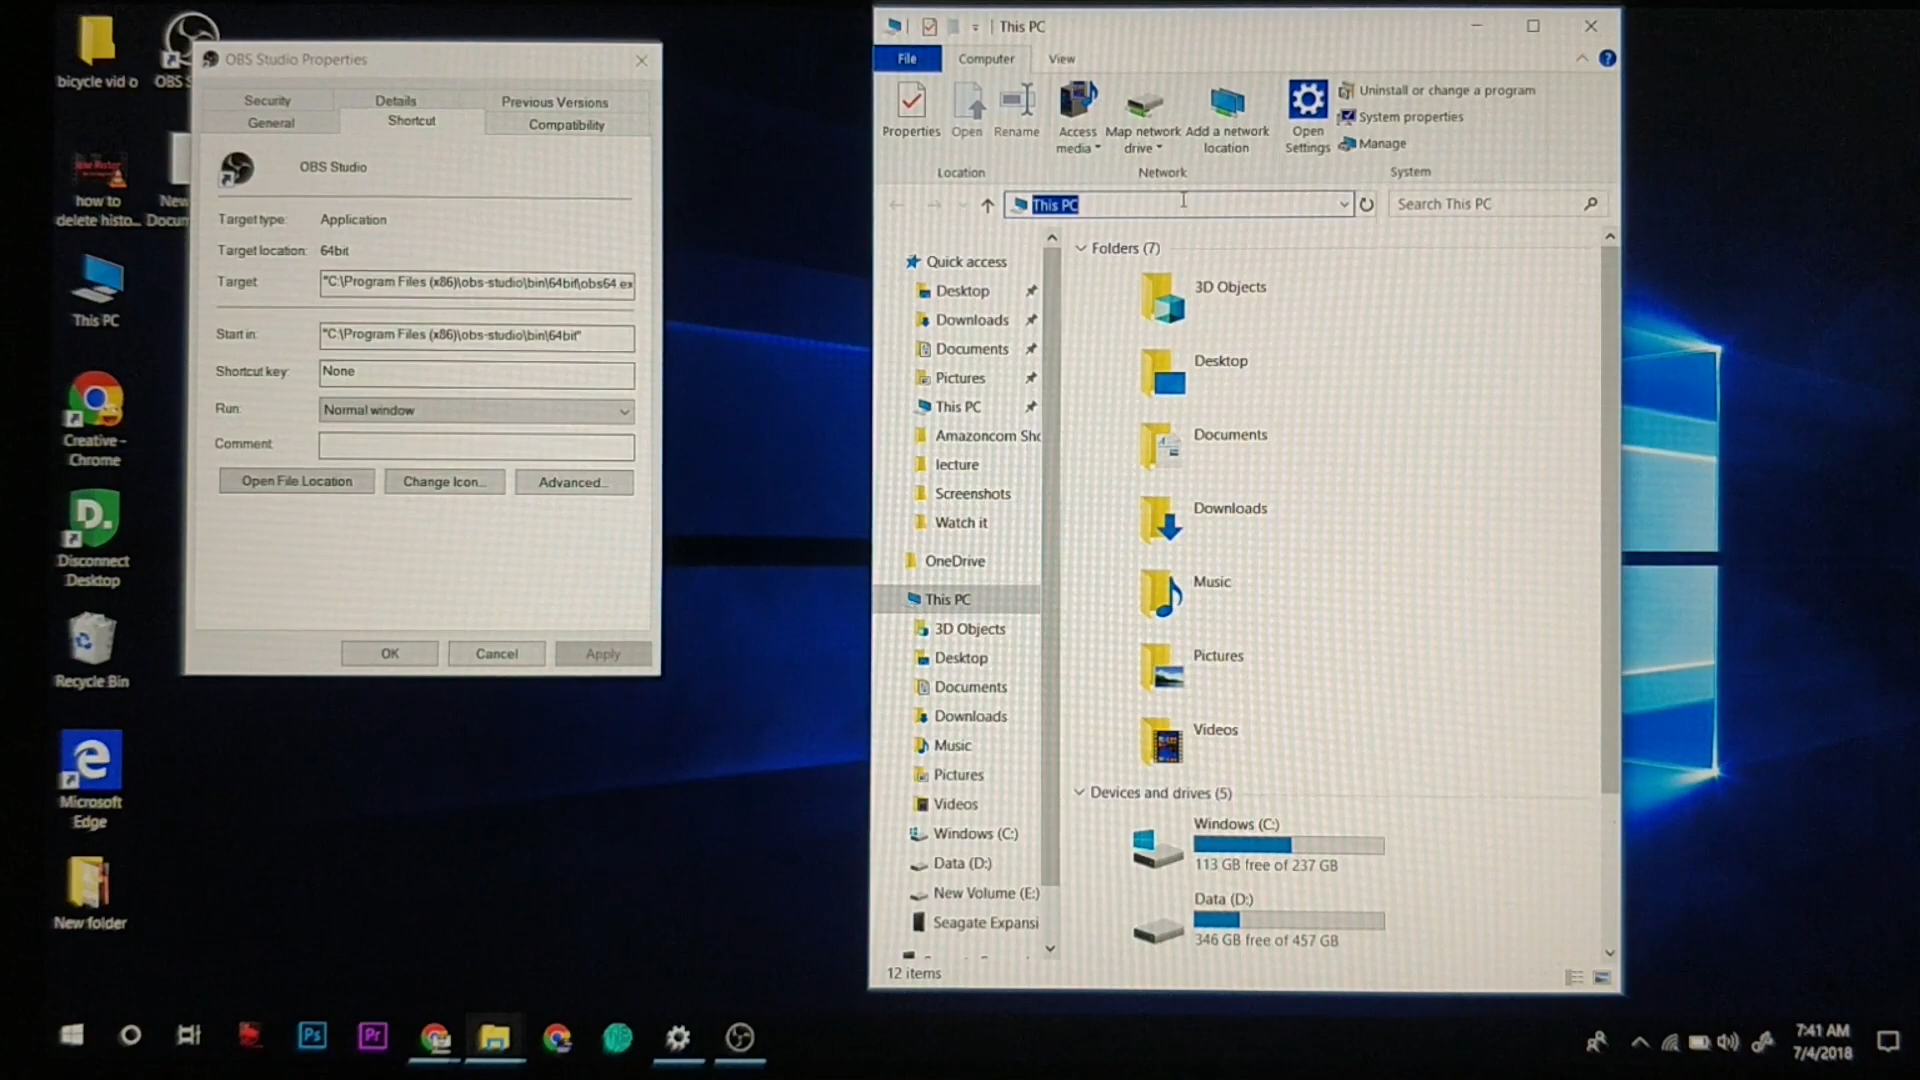 bicycle vid o
OBS S
how to
delete histo...
New
Docum
This PC
Creative -
Chrome
D.
Disconnect
Desktop
Recycle Bin
Microsoft
Edge
New folder
OBS Studio Properties
Security
Details
Previous Versions
General
Shortcut
Compatibility
OBS Studio
Target type:
Application
Target location:
64bit
Target
"C:\Program Files (x86)\obs-studio\bin\64bit\obs64.ex
Start in:
"C:\Program Files (x86)\obs-studio\bin\64bit"
Shortcut key:
None
Run:
Normal window
Comment
Open File Location
Change Icon...
Advanced...
OK
Cancel
Apply
This PC
File
Computer
View
Properties
Open
Rename
Access
media
Map network
drive
Add a network
location
Open
Settings
Uninstall or change a program
System properties
Manage
Location
Network
System
This PC
Search This PC
Quick access
Desktop
Downloads
Documents
Pictures
This PC
Amazoncom Sho
lecture
Screenshots
Watch it
OneDrive
This PC
3D Objects
Desktop
Documents
Downloads
Music
Pictures
Videos
Windows (C:)
Data (D:)
New Volume (E:)
Seagate Expansi
Folders (7)
3D Objects
Desktop
Documents
Downloads
Music
Pictures
Videos
Devices and drives (5)
Windows (C:)
113 GB free of 237 GB
Data (D:)
346 GB free of 457 GB
12 items
Ps
Pr
7:41 AM
7/4/2018